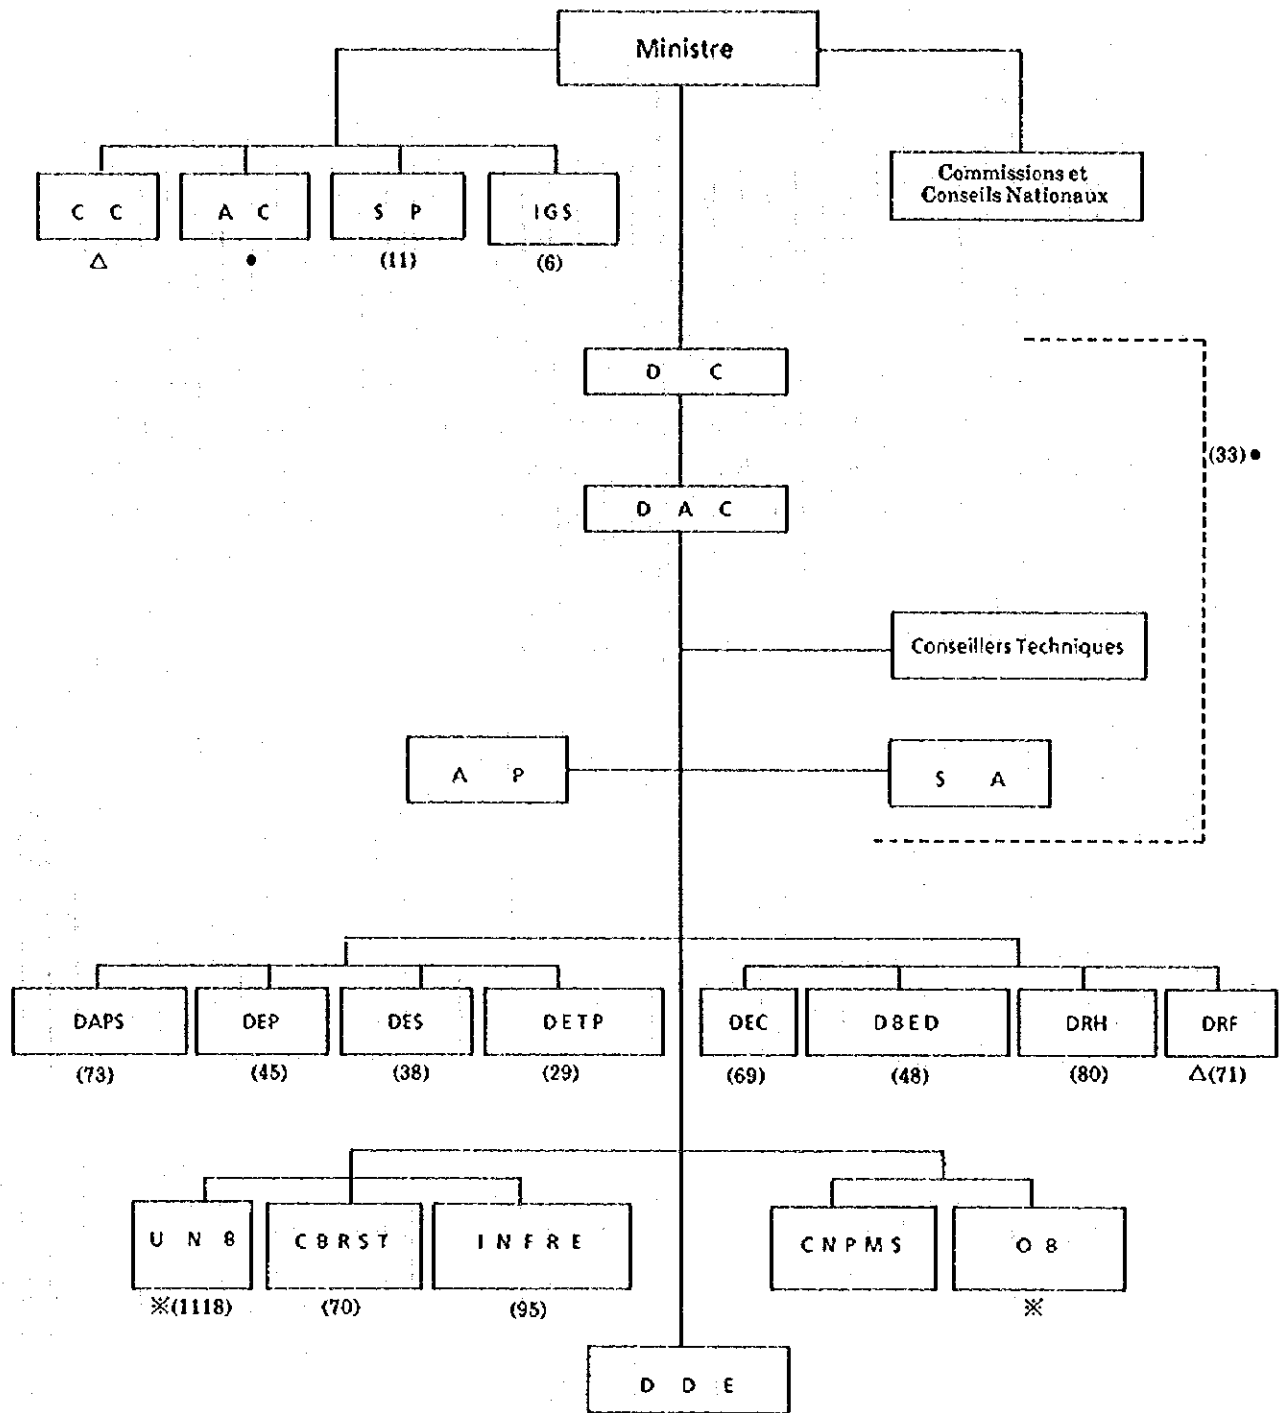 Ministre
Commissions et
Conseils Nationaux
C C
A C
S P
IGS
△
●
(11)
(6)
D C
(33)●
D A C
Conseillers Techniques
A P
S A
DAPS
DEP
DES
DETP
DEC
DBED
DRH
DRF
(73)
(45)
(38)
(29)
(69)
(48)
(80)
△(71)
U N B
CBRST
INFRE
CNPMS
O B
※(1118)
(70)
(95)
※
D D E